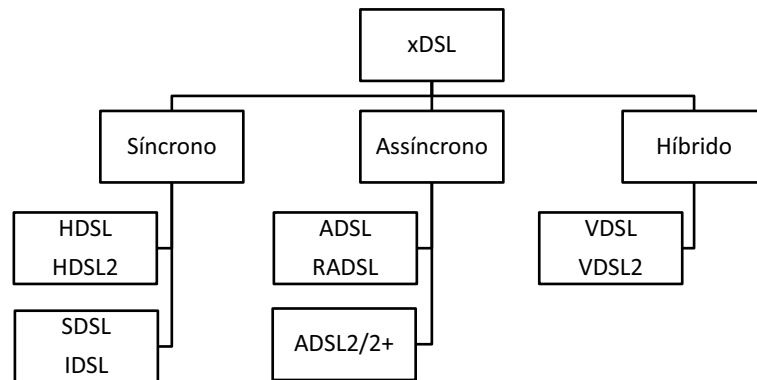 xDSL
Síncrono
Assíncrono
Híbrido
HDSL
HDSL2
SDSL
IDSL
ADSL
RADSL
ADSL2/2+
VDSL
VDSL2